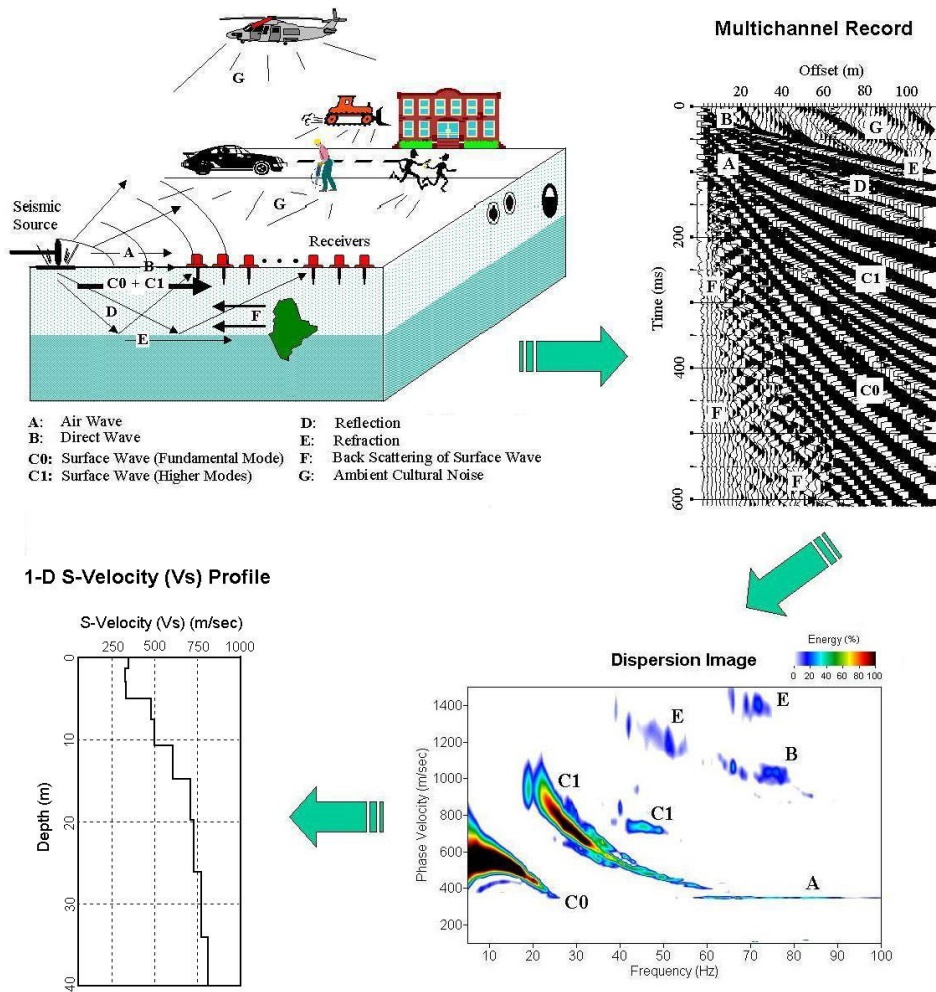 G
Seismic
Source
A
B
C0 + C1
D
E
F
G
Receivers
A: Air Wave
B: Direct Wave
C0: Surface Wave (Fundamental Mode)
C1: Surface Wave (Higher Modes)
D: Reflection
E: Refraction
F: Back Scattering of Surface Wave
G: Ambient Cultural Noise
Multichannel Record
Offset (m)
20 40 60 80 100
Time (ms)
0
200
400
600
B
G
A
E
D
F
C1
C0
F
F
Dispersion Image
Energy (%)
0 20 40 60 80 100
Phase Velocity (m/sec)
1400
1200
1000
800
600
400
200
E
E
B
C1
C1
C0
A
10 20 30 40 50 60 70 80 90 100
Frequency (Hz)
1-D S-Velocity (Vs) Profile
S-Velocity (Vs) (m/sec)
250 500 750 1000
Depth (m)
0
10
20
30
40